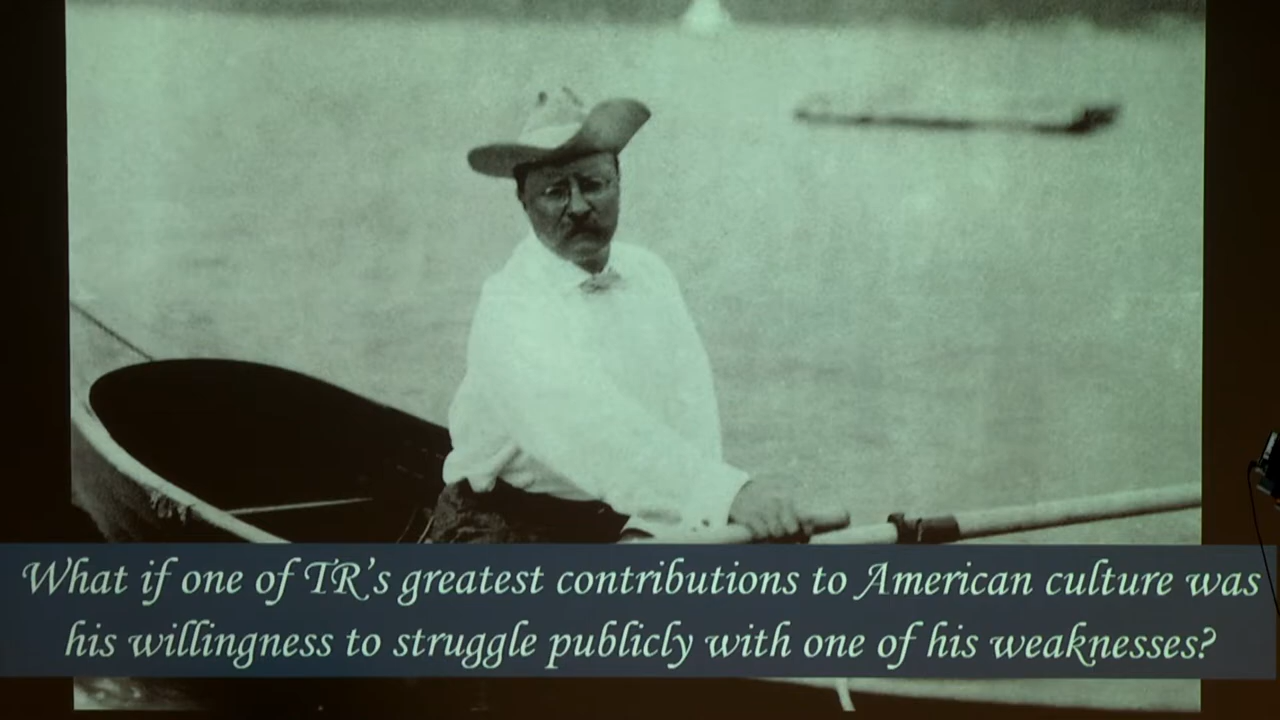 What if one of TR's greatest contributions to American culture was
his willingness to struggle publicly with one of his weaknesses?